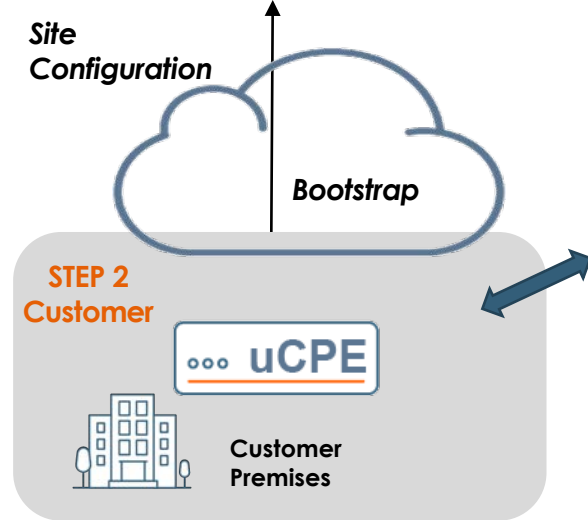 Site
Configuration
Bootstrap
STEP 2
Customer
uCPE
Customer
Premises